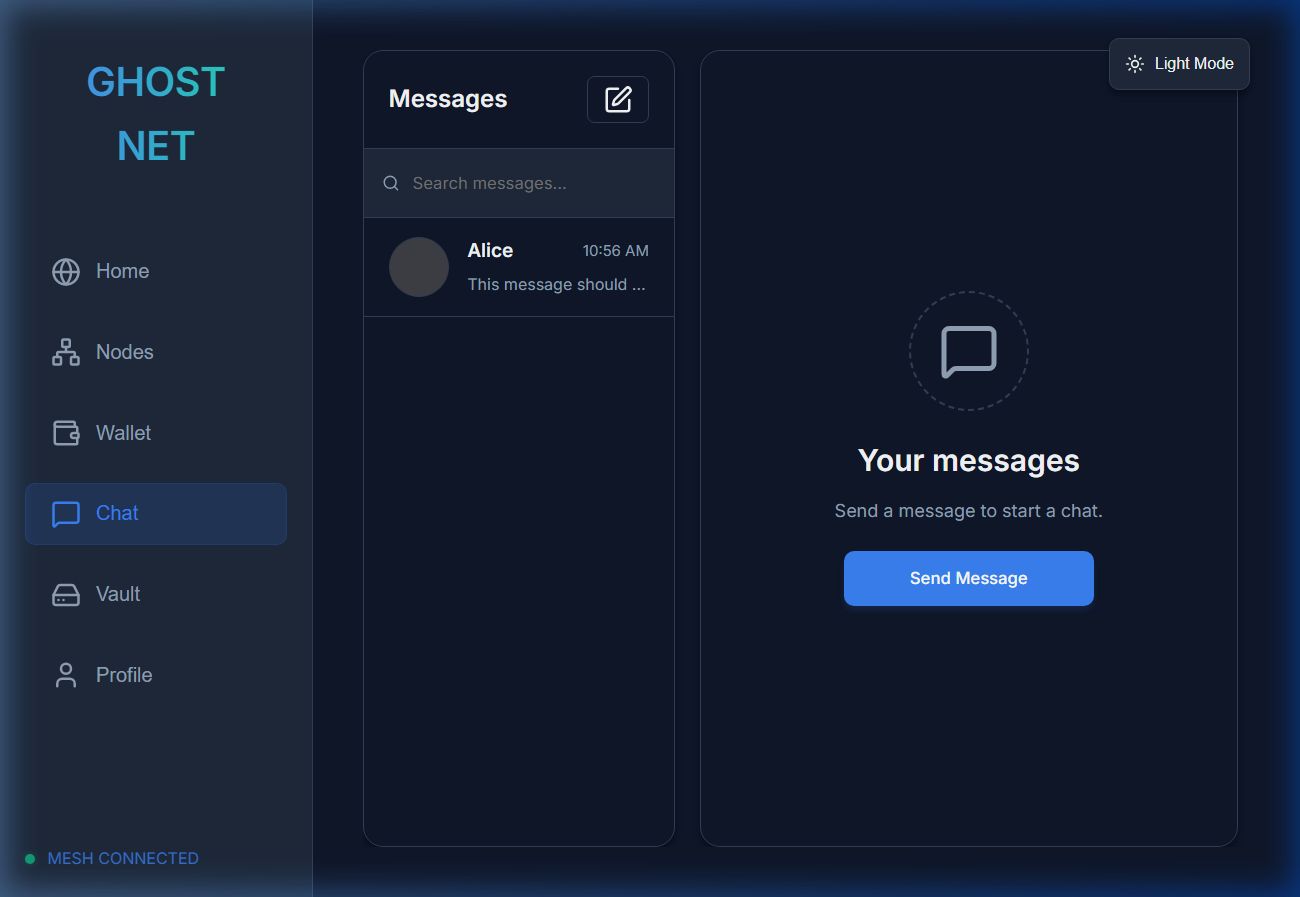 GHOST
NET
Home
Nodes
Wallet
Chat
Vault
Profile
MESH CONNECTED
Messages
Search messages...
Alice
10:56 AM
This message should ...
Light Mode
Your messages
Send a message to start a chat.
Send Message